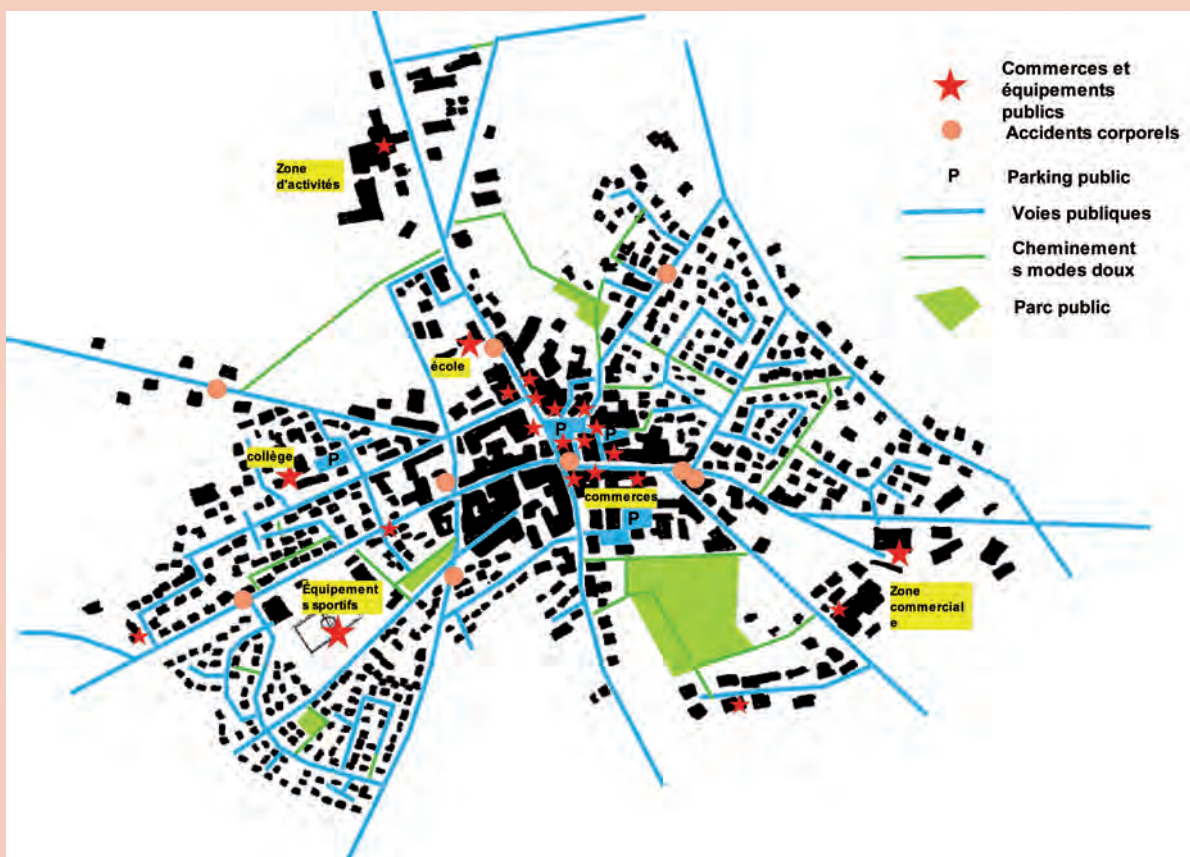 Commerces et
équipements
publics
Accidents corporels
P
Parking public
Voies publiques
Cheminement
s modes doux
Parc public
Zone
d'activités
école
P
P
collège
P
commerces
P
Équipement
s sportifs
Zone
commercial
e